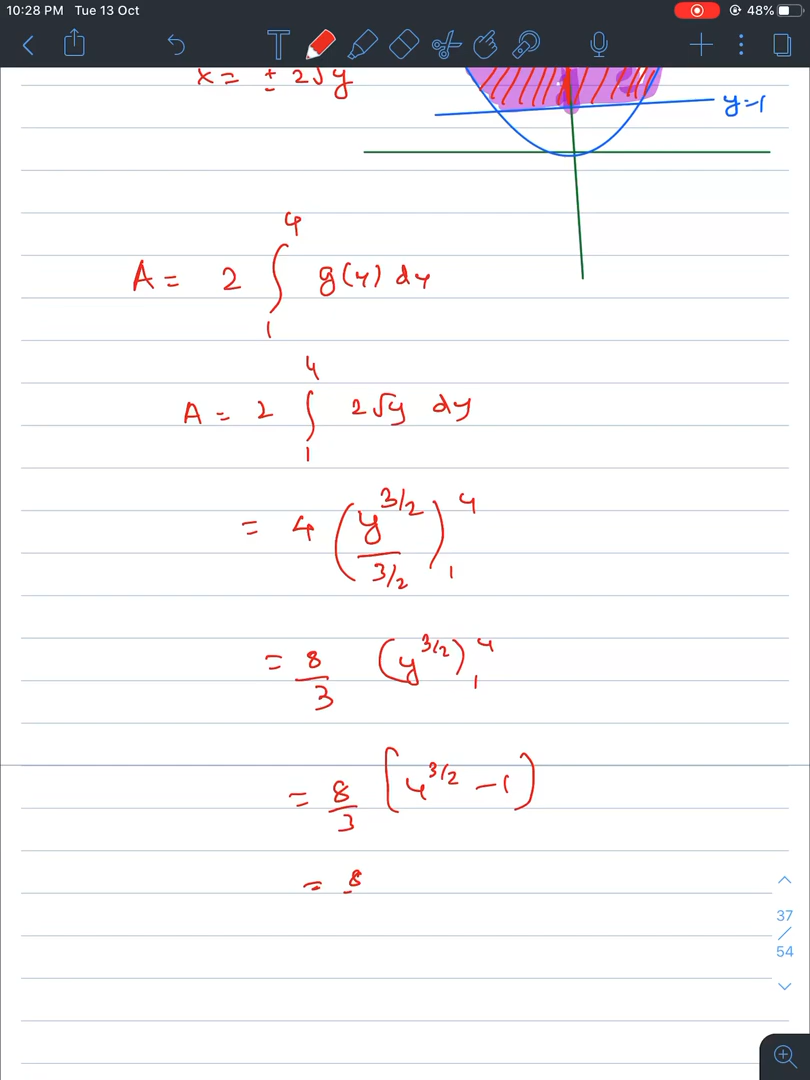 10:28 PM Tue 13 Oct 48%
x = ± 2√y
y=1
A = 2 ∫₁⁴ g(y) dy
A = 2 ∫₁⁴ 2√y dy
= 4 (y^3/2 / 3/2)₁⁴
= 8/3 (y^3/2)₁⁴
= 8/3 [4^3/2 - 1)
= 8
37
/
54